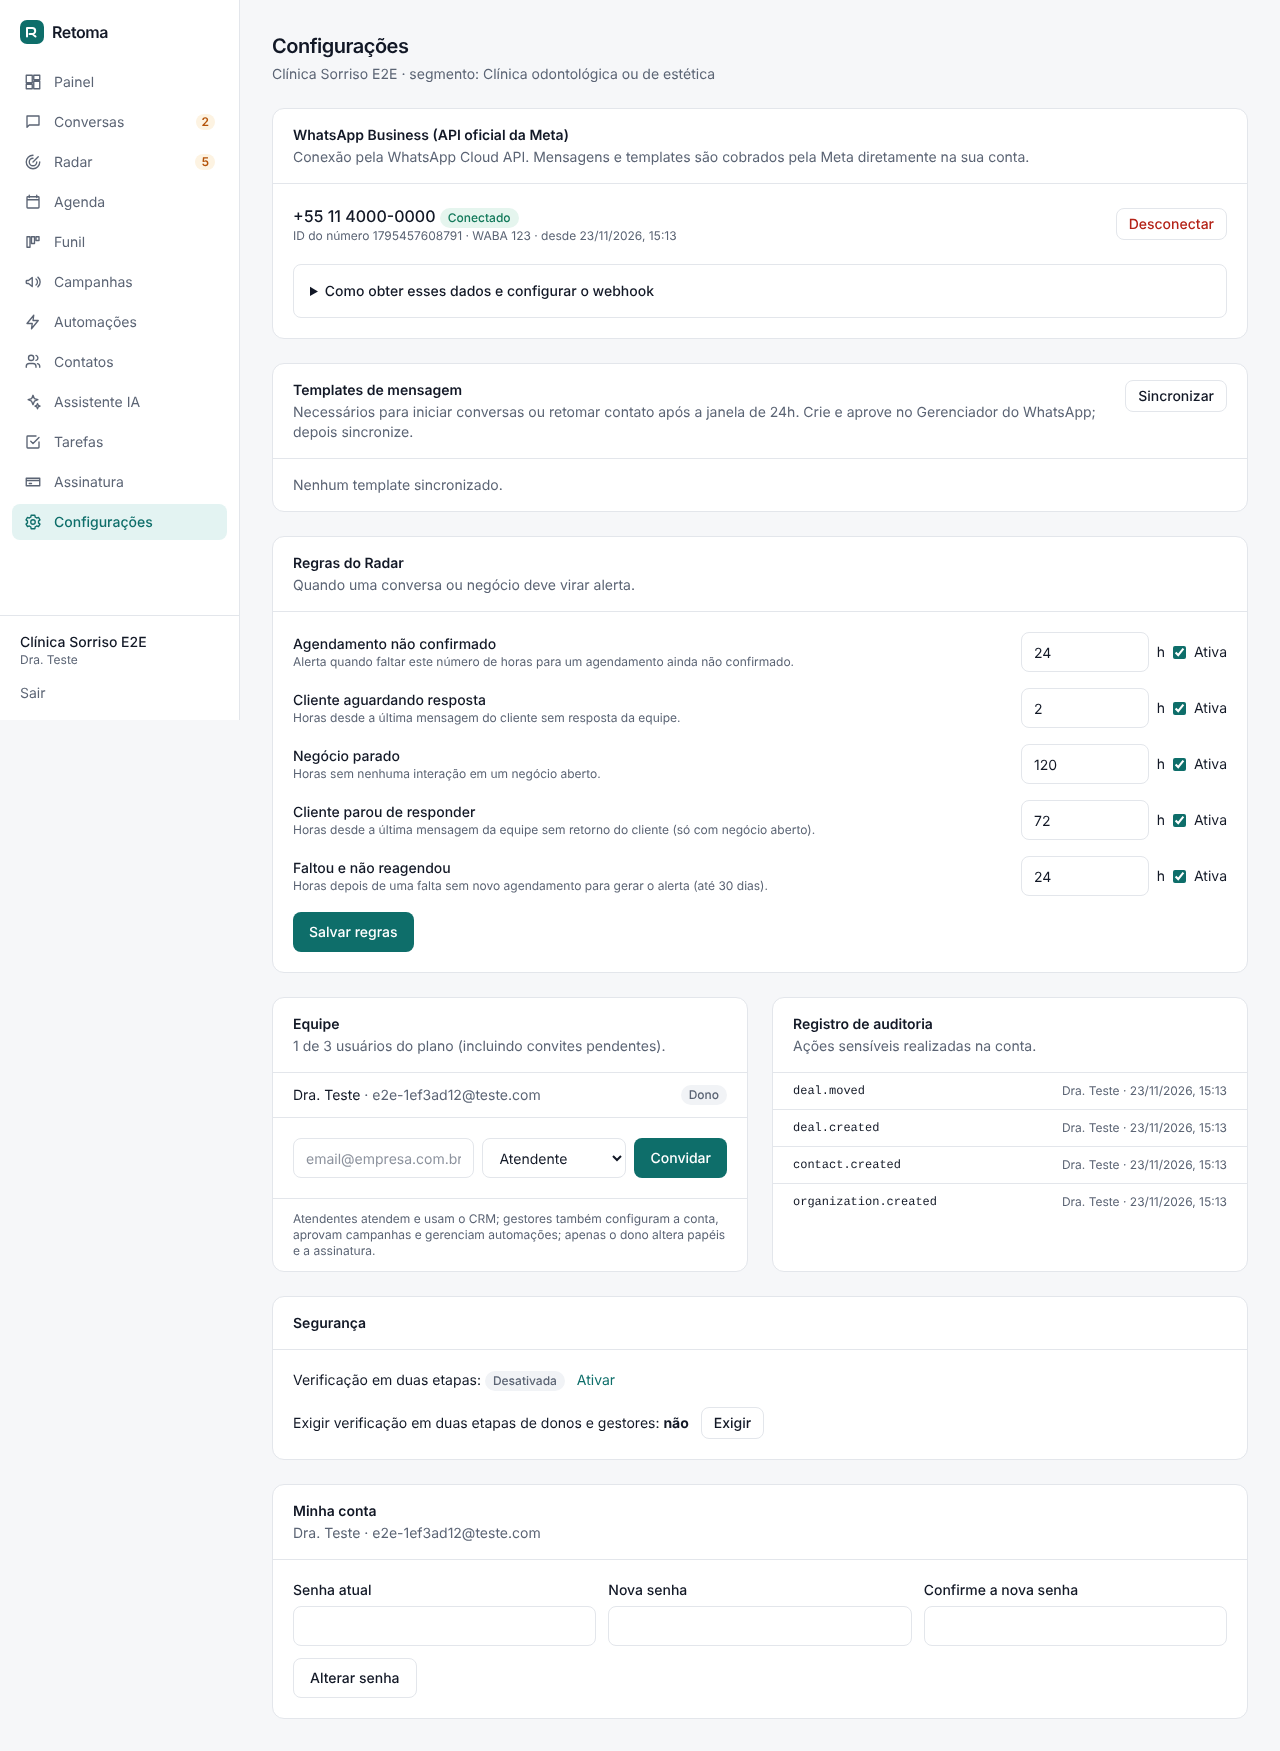 Retoma
Painel
Conversas 2
Radar 5
Agenda
Funil
Campanhas
Automações
Contatos
Assistente IA
Tarefas
Assinatura
Configurações
Clínica Sorriso E2E
Dra. Teste
Sair
Configurações
Clínica Sorriso E2E · segmento: Clínica odontológica ou de estética
WhatsApp Business (API oficial da Meta)
Conexão pela WhatsApp Cloud API. Mensagens e templates são cobrados pela Meta diretamente na sua conta.
+55 11 4000-0000 Conectado
ID do número 1795457608791 · WABA 123 · desde 23/11/2026, 15:13
Desconectar
Como obter esses dados e configurar o webhook
Templates de mensagem
Necessários para iniciar conversas ou retomar contato após a janela de 24h. Crie e aprove no Gerenciador do WhatsApp;
depois sincronize.
Sincronizar
Nenhum template sincronizado.
Regras do Radar
Quando uma conversa ou negócio deve virar alerta.
Agendamento não confirmado
Alerta quando faltar este número de horas para um agendamento ainda não confirmado.
24 h Ativa
Cliente aguardando resposta
Horas desde a última mensagem do cliente sem resposta da equipe.
2 h Ativa
Negócio parado
Horas sem nenhuma interação em um negócio aberto.
120 h Ativa
Cliente parou de responder
Horas desde a última mensagem da equipe sem retorno do cliente (só com negócio aberto).
72 h Ativa
Faltou e não reagendou
Horas depois de uma falta sem novo agendamento para gerar o alerta (até 30 dias).
24 h Ativa
Salvar regras
Equipe
1 de 3 usuários do plano (incluindo convites pendentes).
Dra. Teste · e2e-1ef3ad12@teste.com Dono
email@empresa.com.br Atendente Convidar
Atendentes atendem e usam o CRM; gestores também configuram a conta,
aprovam campanhas e gerenciam automações; apenas o dono altera papéis
e a assinatura.
Registro de auditoria
Ações sensíveis realizadas na conta.
deal.moved Dra. Teste · 23/11/2026, 15:13
deal.created Dra. Teste · 23/11/2026, 15:13
contact.created Dra. Teste · 23/11/2026, 15:13
organization.created Dra. Teste · 23/11/2026, 15:13
Segurança
Verificação em duas etapas: Desativada Ativar
Exigir verificação em duas etapas de donos e gestores: não Exigir
Minha conta
Dra. Teste · e2e-1ef3ad12@teste.com
Senha atual
Nova senha
Confirme a nova senha
Alterar senha